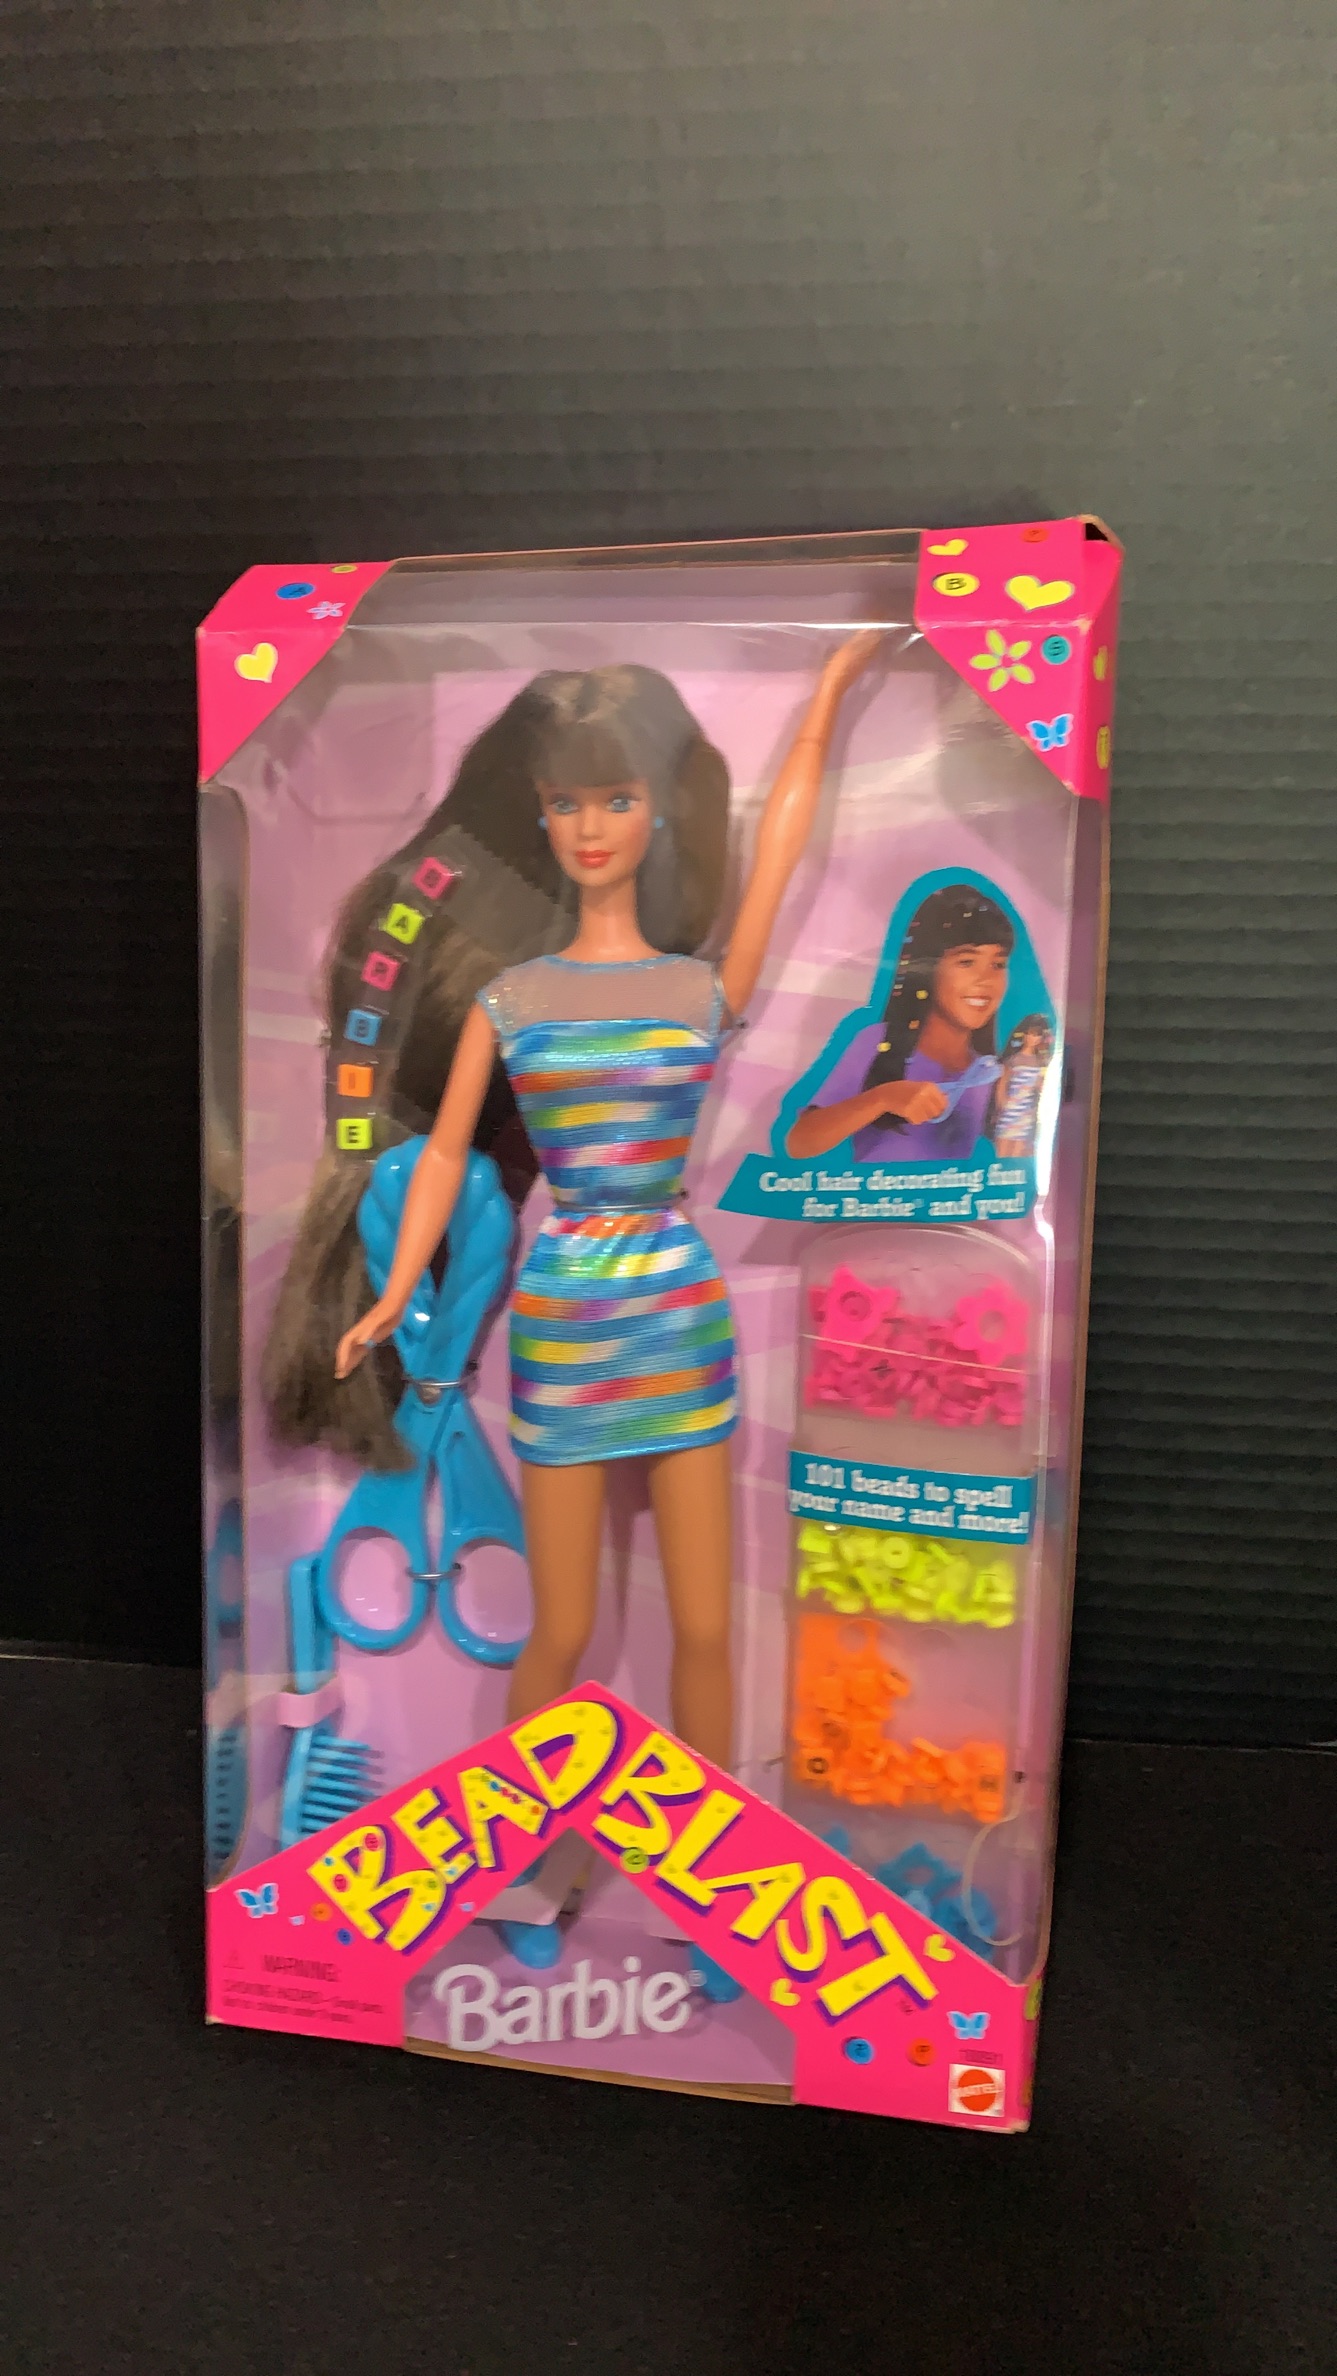 B
A
R
B
I
E
Cool hair decorating fun
for Barbie® and you!
101 beads to spell
your name and more!
BEAD BLAST
Barbie®
WARNING:
MATTEL